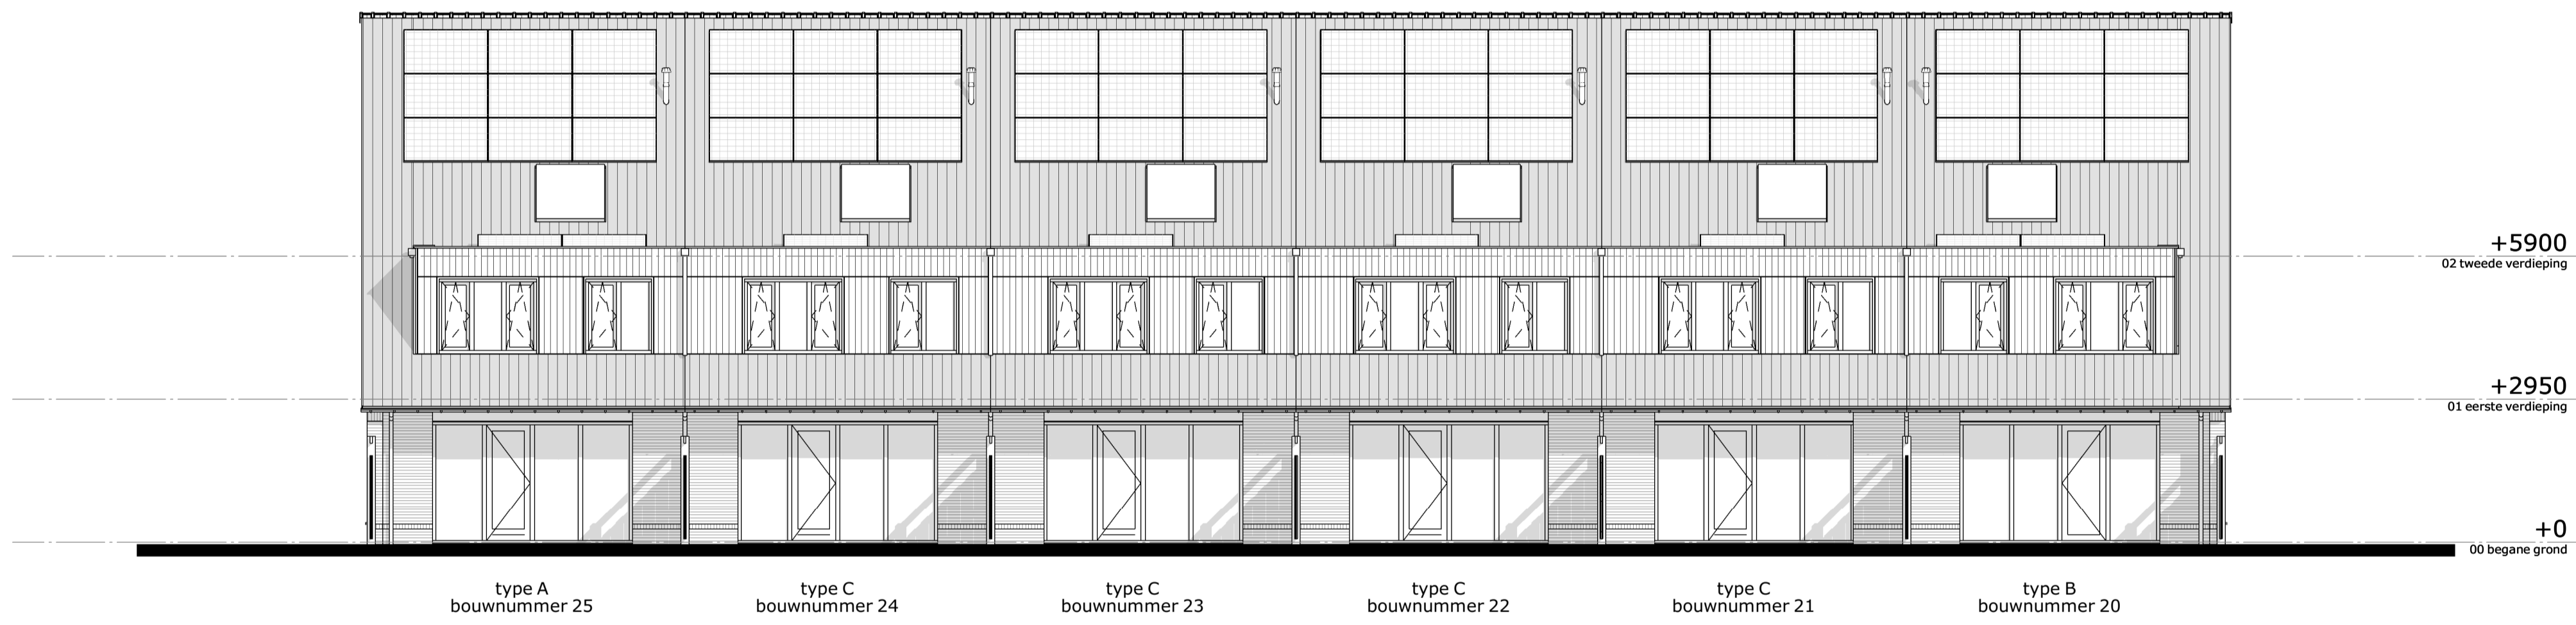 +5900
02 tweede verdieping
+2950
01 eerste verdieping
+0
00 begane grond
type A
bouwnummer 25
type C
bouwnummer 24
type C
bouwnummer 23
type C
bouwnummer 22
type C
bouwnummer 21
type B
bouwnummer 20